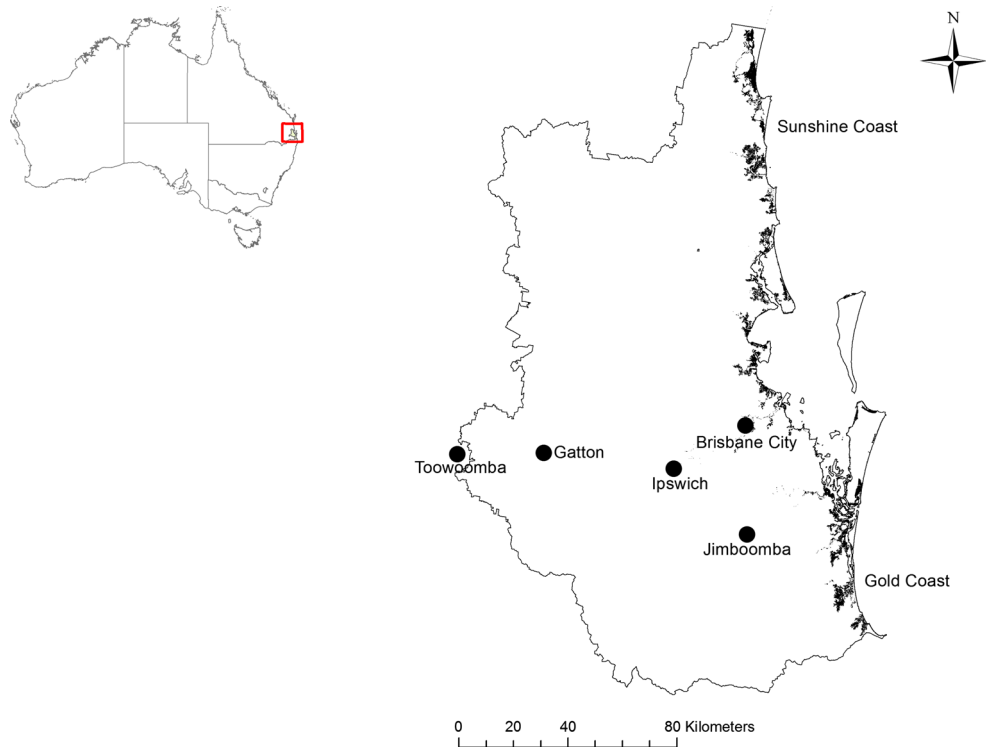 N
Sunshine Coast
Brisbane City
Toowoomba
Gatton
Ipswich
Jimboomba
Gold Coast
0 20 40 80 Kilometers